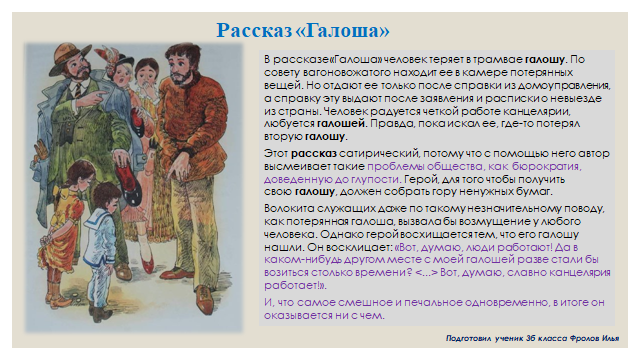 Рассказ «Галоша»
В рассказе«Галоша» человек теряет в трамвае галошу. По
совету вагоновожатого находит ее в камере потерянных
вещей. Но отдают ее только после справки из домоуправления,
а справку эту выдают после заявления и расписки о невыезде
из страны. Человек радуется четкой работе канцелярии,
любуется галошей. Правда, пока искал ее, где-то потерял
вторую галошу.
Этот рассказ сатирический, потому что с помощью него автор
высмеивает такие проблемы общества, как бюрократия,
доведенную до глупости. Герой, для того чтобы получить
свою галошу, должен собрать гору ненужных бумаг.
Волокита служащих даже по такому незначительному поводу,
как потерянная галоша, вызвала бы возмущение у любого
человека. Однако герой восхищается тем, что его галошу
нашли. Он восклицает: «Вот, думаю, люди работают! Да в
каком-нибудь другом месте с моей галошей разве стали бы
возиться столько времени? <...> Вот, думаю, славно канцелярия
работает!».
И, что самое смешное и печальное одновременно, в итоге он
оказывается ни с чем.
Подготовил ученик 3б класса Фролов Илья